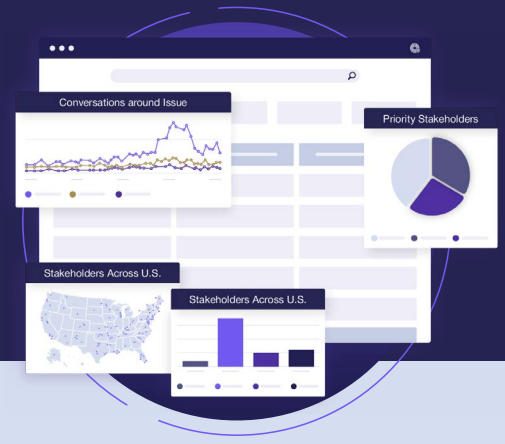 Conversations around Issue
Priority Stakeholders
Stakeholders Across U.S.
Stakeholders Across U.S.